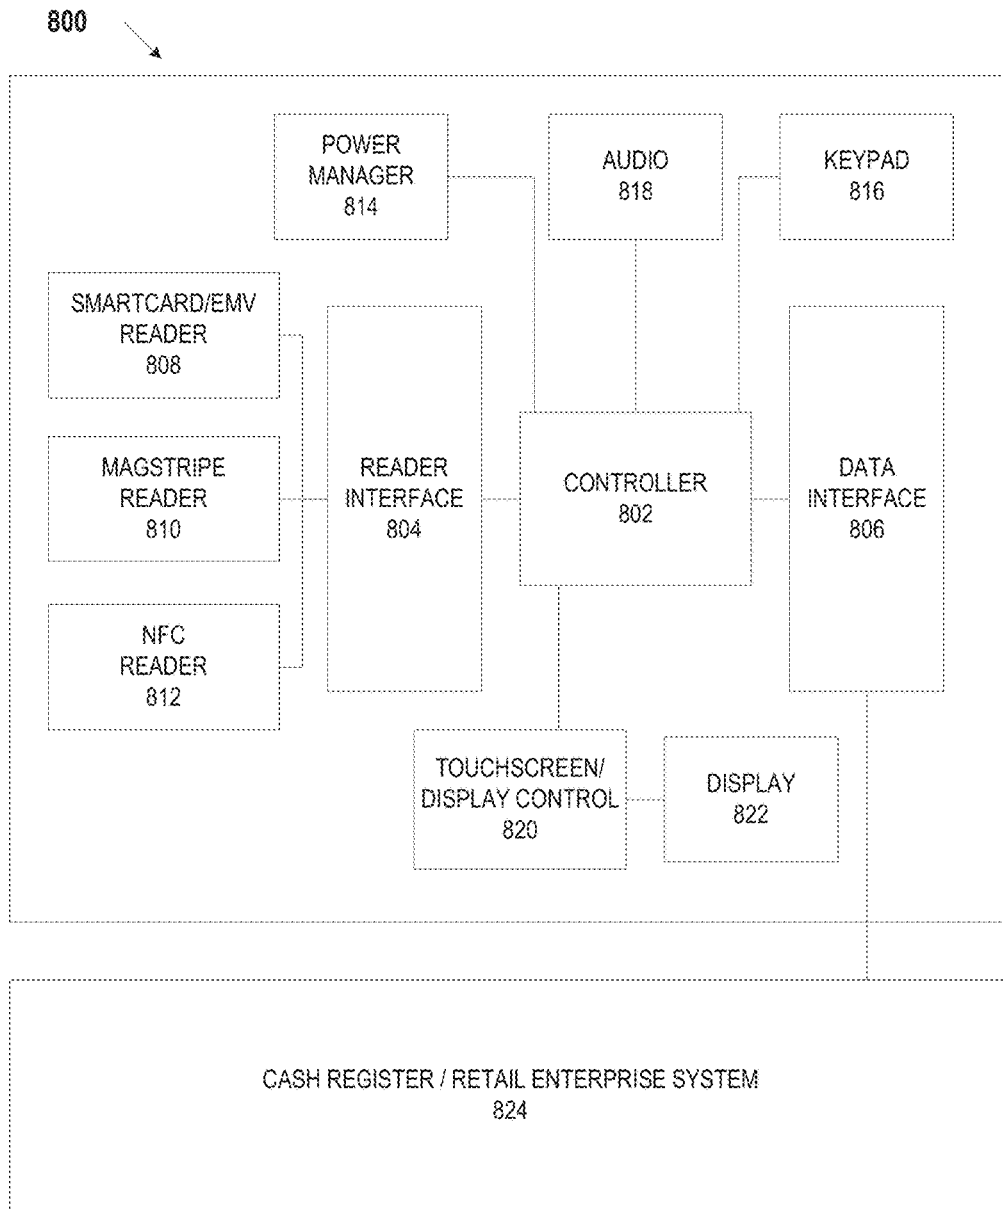 800
POWER
MANAGER
814
AUDIO
818
KEYPAD
816
SMARTCARD/EMV
READER
808
MAGSTRIPE
READER
810
NFC
READER
812
READER
INTERFACE
804
CONTROLLER
802
DATA
INTERFACE
806
TOUCHSCREEN/
DISPLAY CONTROL
820
DISPLAY
822
CASH REGISTER / RETAIL ENTERPRISE SYSTEM
824